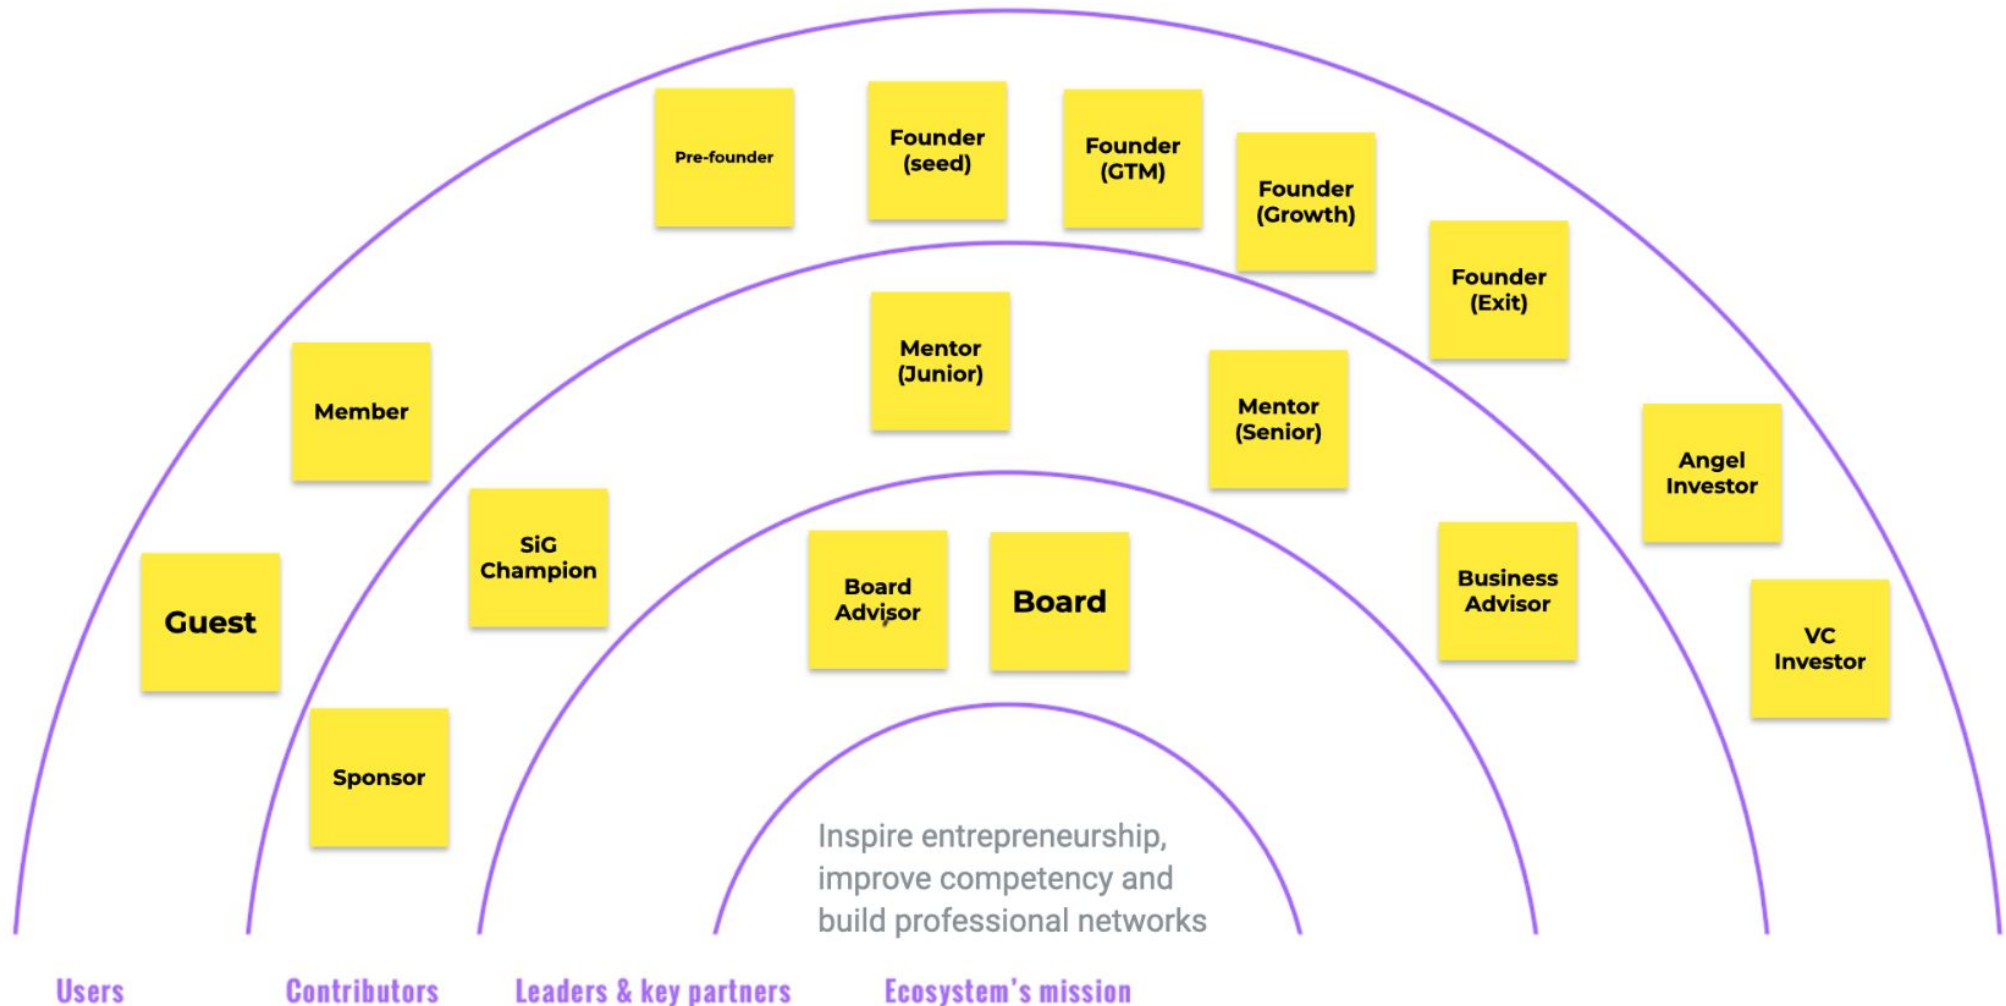 Pre-founder
Founder
(seed)
Founder
(GTM)
Founder
(Growth)
Founder
(Exit)
Member
Mentor
(Junior)
Mentor
(Senior)
Angel
Investor
Guest
SiG
Champion
Board
Advisor
Board
Business
Advisor
VC
Investor
Sponsor
Inspire entrepreneurship,
improve competency and
build professional networks
Users
Contributors
Leaders & key partners
Ecosystem's mission